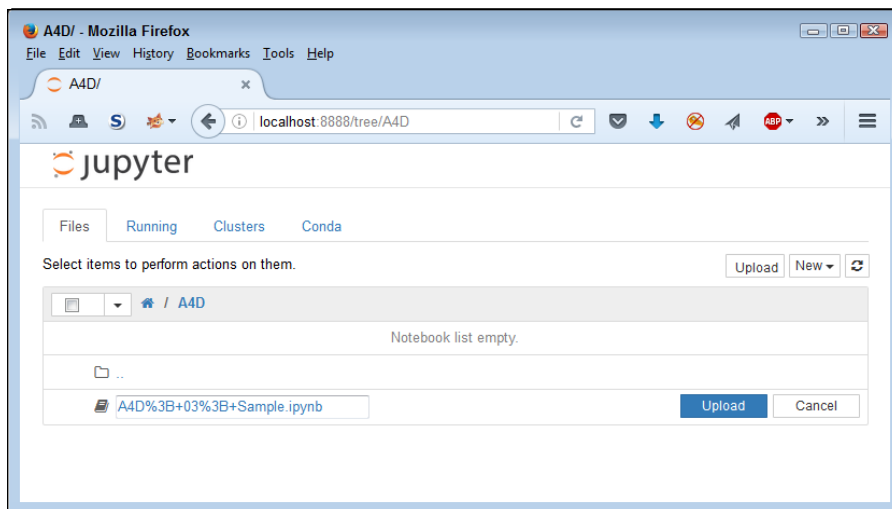 A4D/ - Mozilla Firefox
File Edit View History Bookmarks Tools Help
A4D/
S) localhost:8888/tree/A4D ABP
jupyter
Files Running Clusters Conda
Select items to perform actions on them. Upload New
/ A4D
Notebook list empty.
..
A4D%3B+03%3B+Sample.ipynb Upload Cancel